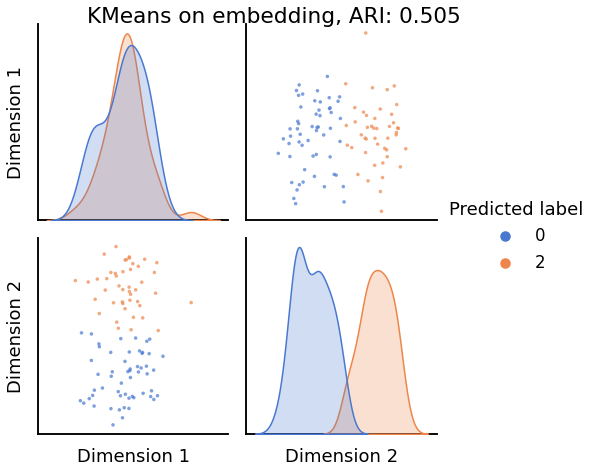 KMeans on embedding, ARI: 0.505
Dimension 1
Predicted label
0
2
Dimension 2
Dimension 1
Dimension 2